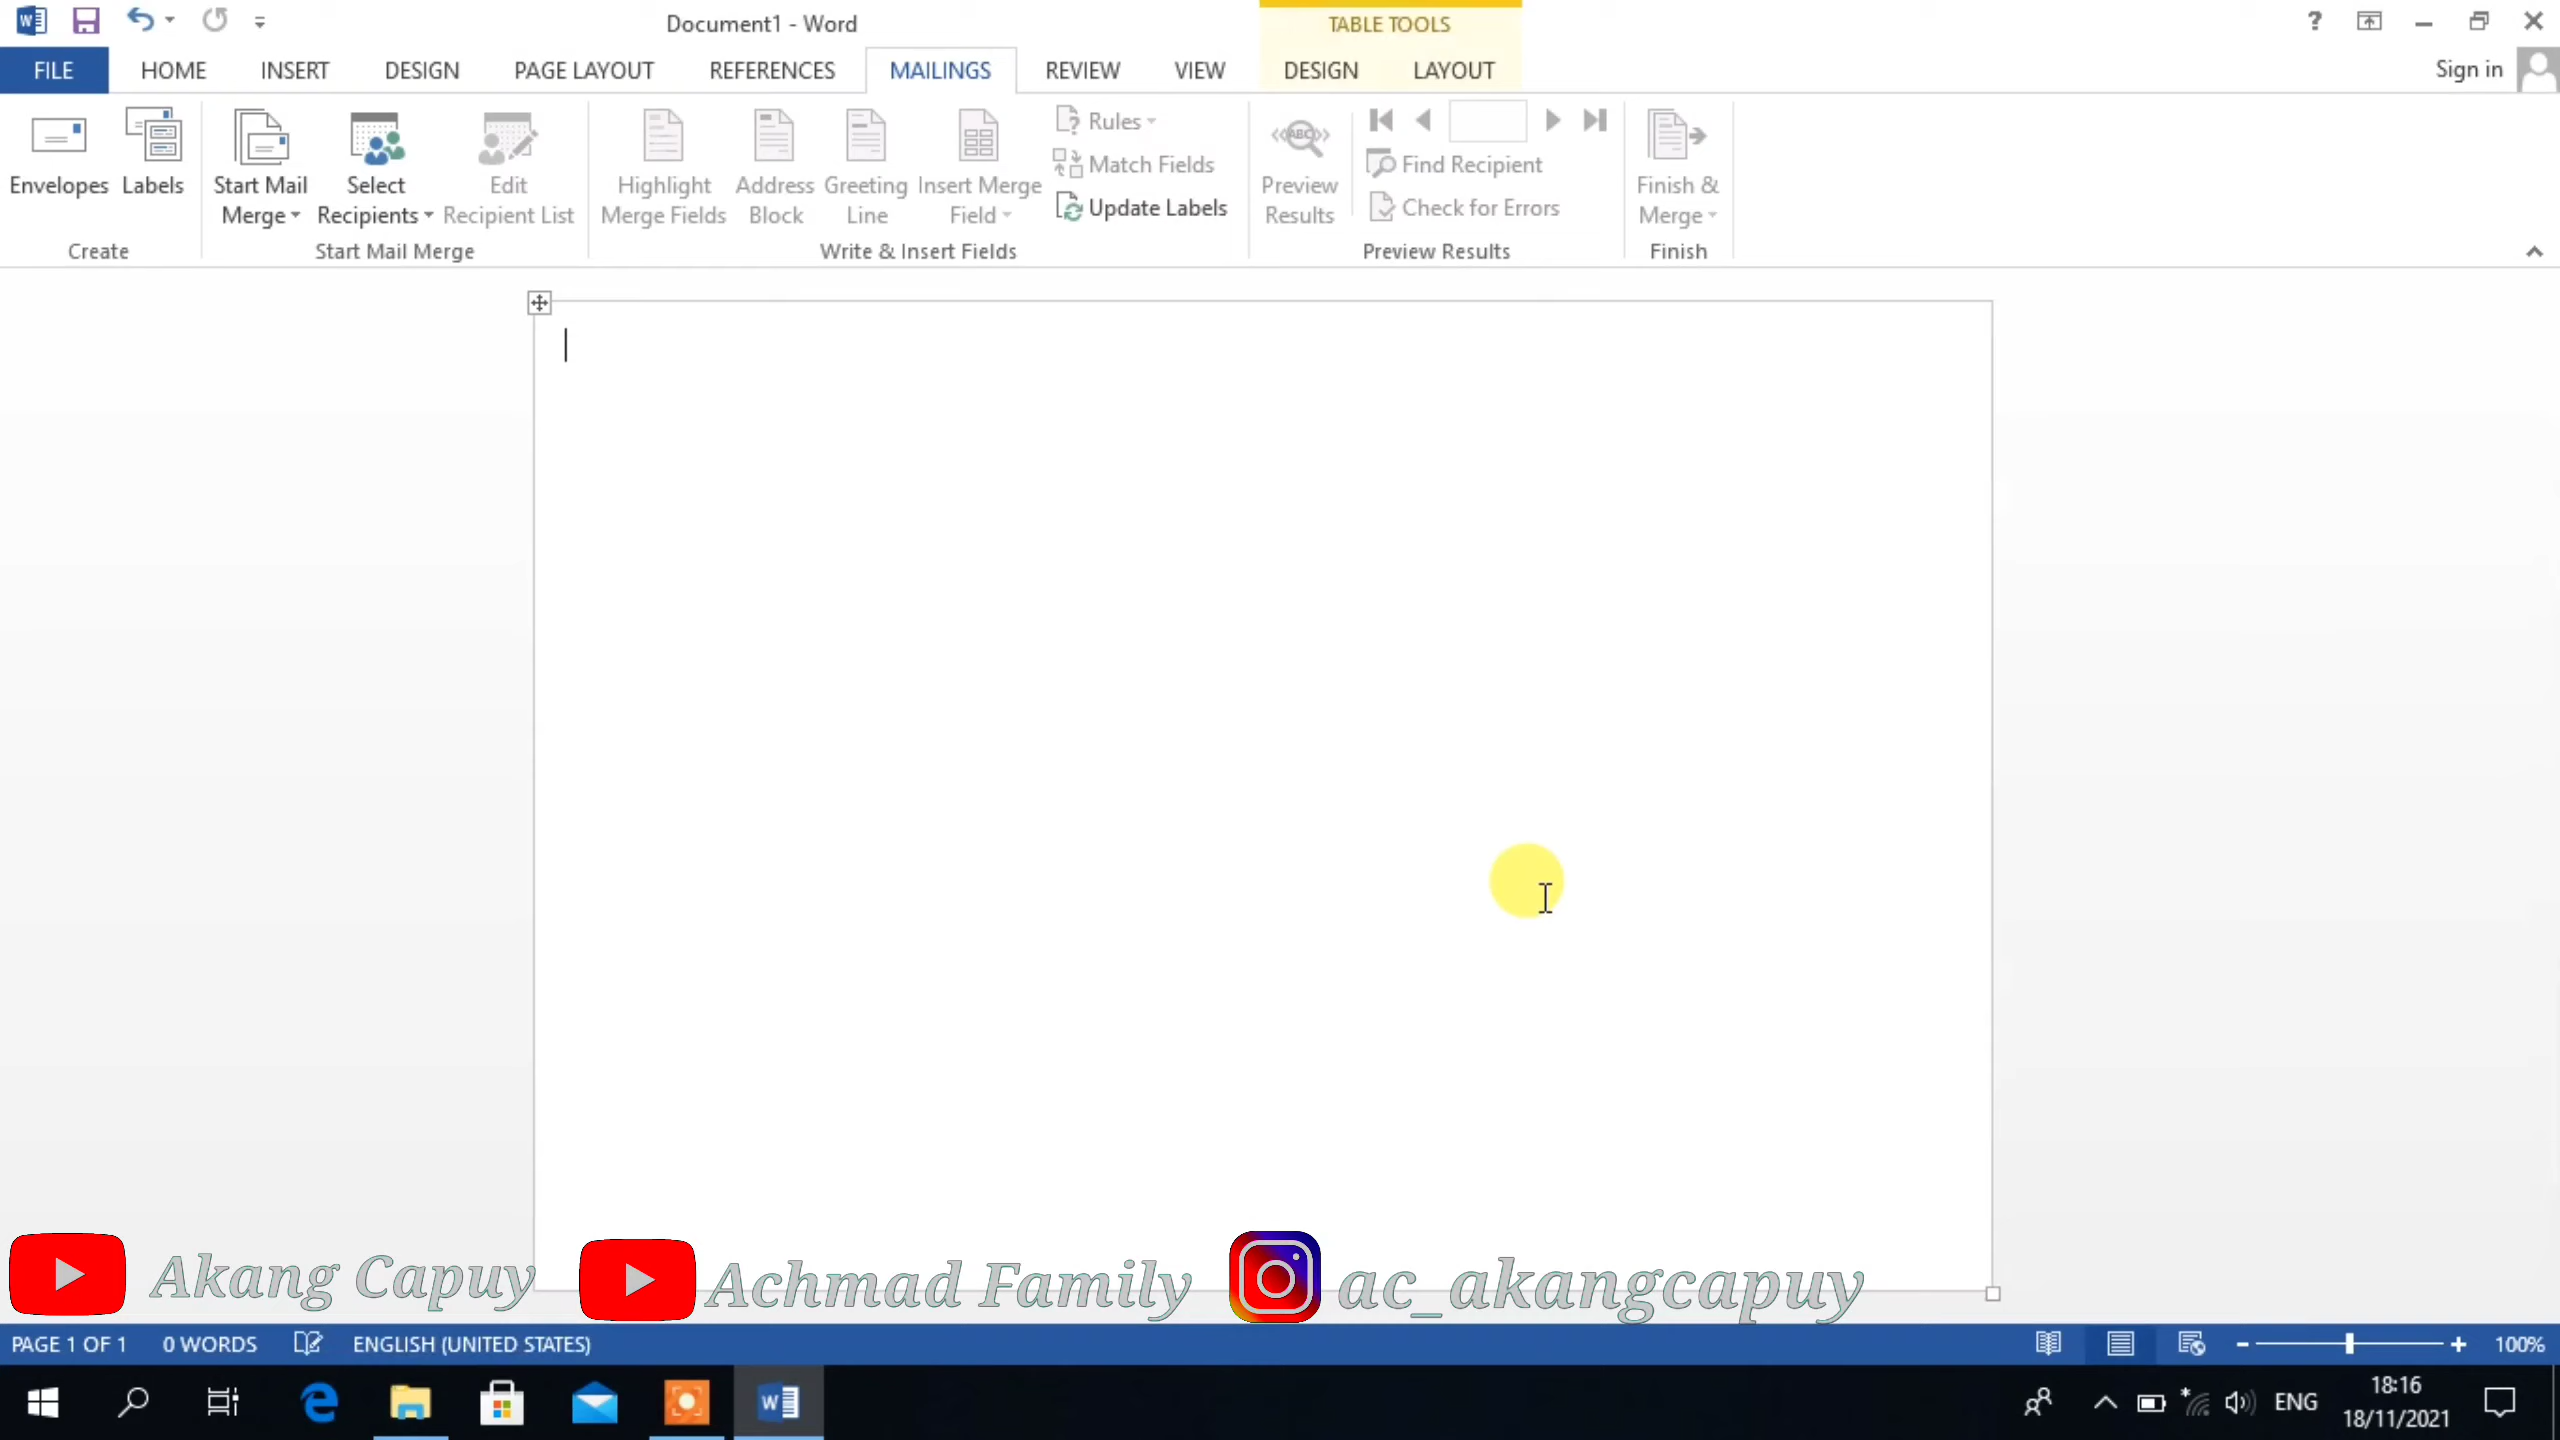 Document1 - Word
TABLE TOOLS
FILE
HOME
INSERT
DESIGN
PAGE LAYOUT
REFERENCES
MAILINGS
REVIEW
VIEW
DESIGN
LAYOUT
Sign in
Envelopes
Labels
Start Mail
Merge
Select
Recipients
Edit
Recipient List
Highlight
Merge Fields
Address
Block
Greeting
Line
Insert Merge
Field
Rules
Match Fields
Update Labels
Preview
Results
Find Recipient
Check for Errors
Finish &
Merge
Create
Start Mail Merge
Write & Insert Fields
Preview Results
Finish
Akang Capuy
Achmad Family
ac_akangcapuy
PAGE 1 OF 1
0 WORDS
ENGLISH (UNITED STATES)
100%
ENG
18:16
18/11/2021